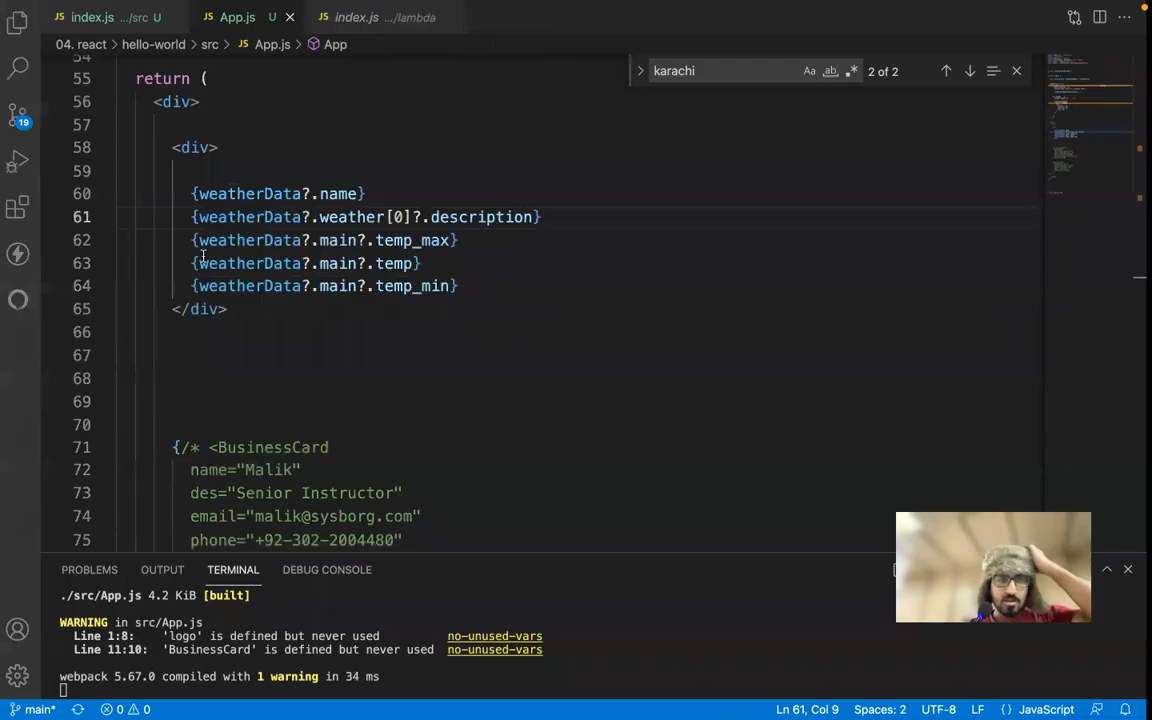 index.js .../src U
App.js U
index.js .../lambda
04. react > hello-world > src > App.js > App
karachi
Aa ab 2 of 2
19
54
55 return (
56 <div>
57
58 <div>
59
60 {weatherData?.name}
61 {weatherData?.weather[0]?.description}
62 {weatherData?.main?.temp_max}
63 {weatherData?.main?.temp}
64 {weatherData?.main?.temp_min}
65 </div>
66
67
68
69
70
71 {/* <BusinessCard
72 name="Malik"
73 des="Senior Instructor"
74 email="malik@sysborg.com"
75 phone="+92-302-2004480"
PROBLEMS OUTPUT TERMINAL DEBUG CONSOLE
./src/App.js 4.2 KiB [built]
WARNING in src/App.js
Line 1:8: 'logo' is defined but never used no-unused-vars
Line 11:10: 'BusinessCard' is defined but never used no-unused-vars
webpack 5.67.0 compiled with 1 warning in 34 ms
main* 0 0 Ln 61, Col 9 Spaces: 2 UTF-8 LF {} JavaScript